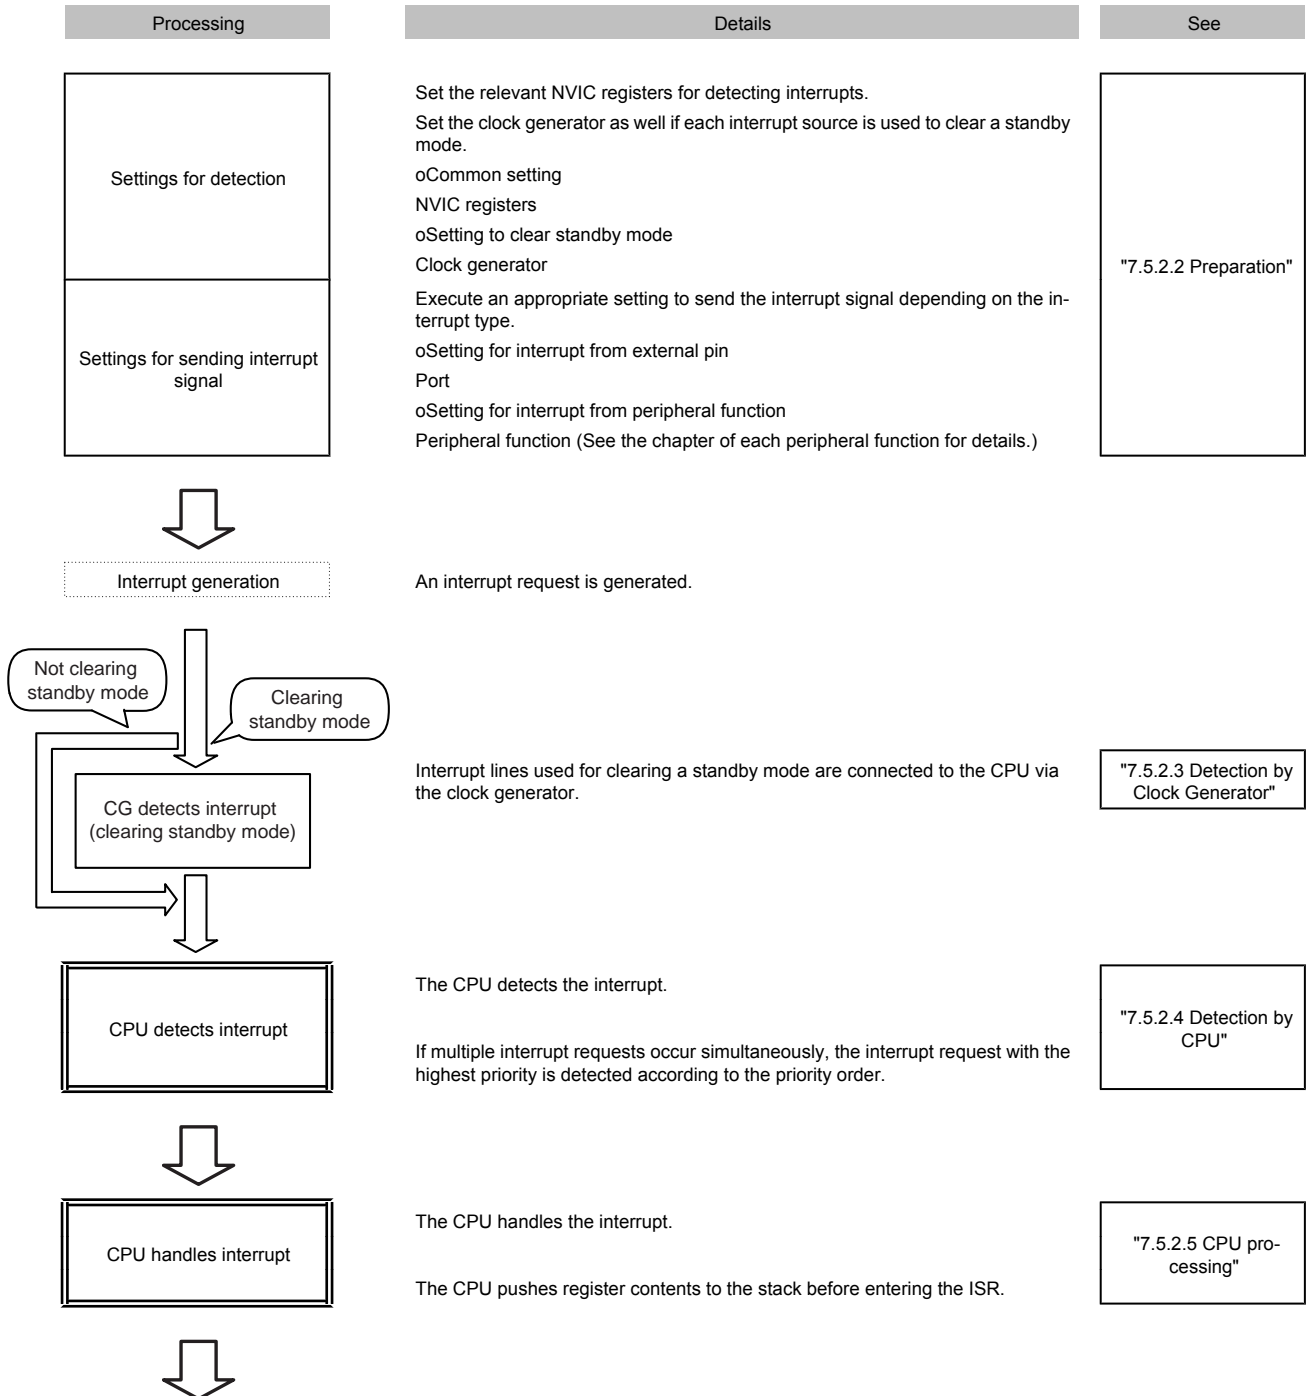 Processing
Details
See
Settings for detection
Set the relevant NVIC registers for detecting interrupts.
Set the clock generator as well if each interrupt source is used to clear a standby
mode.
oCommon setting
NVIC registers
oSetting to clear standby mode
Clock generator
"7.5.2.2 Preparation"
Settings for sending interrupt
signal
Execute an appropriate setting to send the interrupt signal depending on the in-
terrupt type.
oSetting for interrupt from external pin
Port
oSetting for interrupt from peripheral function
Peripheral function (See the chapter of each peripheral function for details.)
Interrupt generation
An interrupt request is generated.
Not clearing
standby mode
Clearing
standby mode
CG detects interrupt
(clearing standby mode)
Interrupt lines used for clearing a standby mode are connected to the CPU via
the clock generator.
"7.5.2.3 Detection by
Clock Generator"
CPU detects interrupt
The CPU detects the interrupt.
If multiple interrupt requests occur simultaneously, the interrupt request with the
highest priority is detected according to the priority order.
"7.5.2.4 Detection by
CPU"
CPU handles interrupt
The CPU handles the interrupt.
The CPU pushes register contents to the stack before entering the ISR.
"7.5.2.5 CPU pro-
cessing"